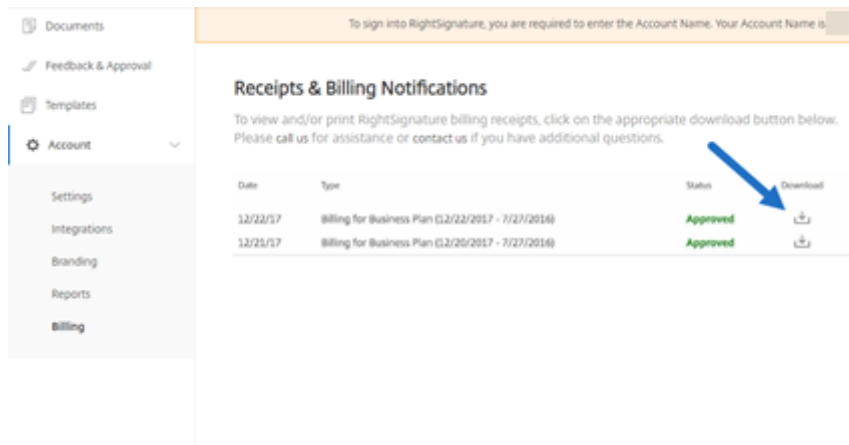 Documents
To sign into RightSignature, you are required to enter the Account Name. Your Account Name is
Feedback & Approval
Templates
Account
Settings
Integrations
Branding
Reports
Billing
Receipts & Billing Notifications
To view and/or print RightSignature billing receipts, click on the appropriate download button below.
Please call us for assistance or contact us if you have additional questions.
Date Type Status Download
12/22/17 Billing for Business Plan (12/22/2017 - 7/27/2016) Approved
12/21/17 Billing for Business Plan (12/20/2017 - 7/27/2016) Approved